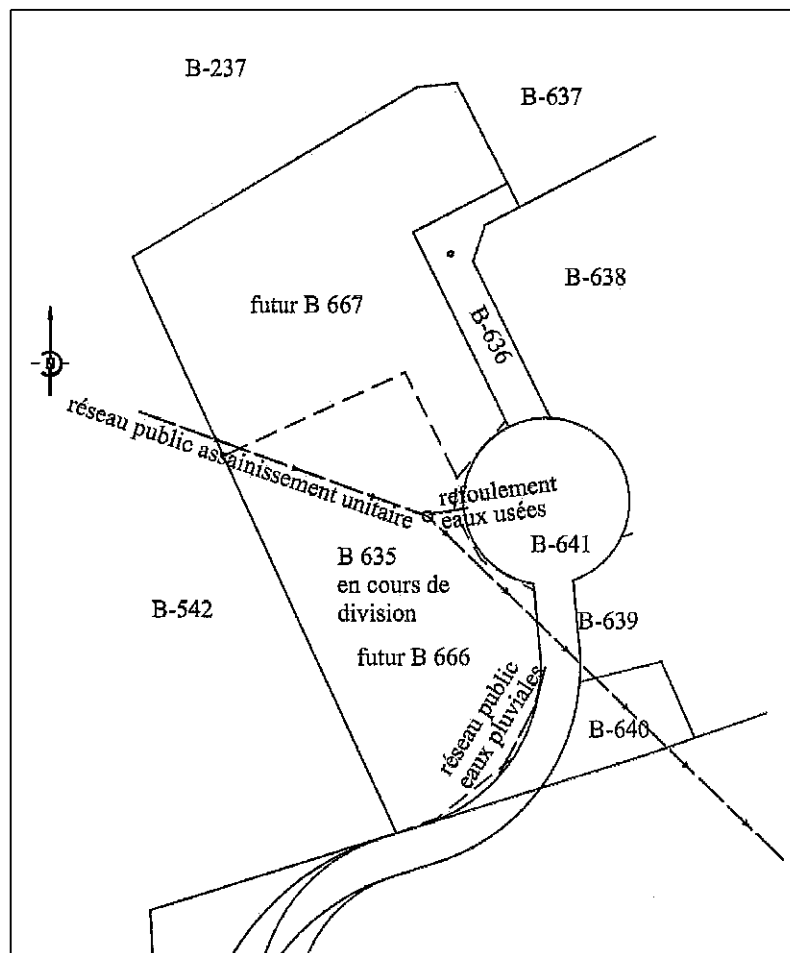 B-237
B-637
B-638
futur B 667
B-636
N
réseau public assainissement unitaire
refoulement
eaux usées
B-641
B 635
en cours de
division
B-542
B-639
futur B 666
réseau public
eaux pluviales
B-640